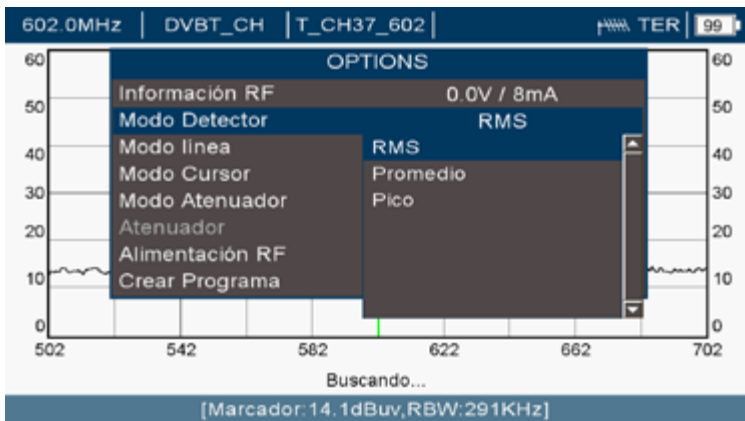 602.0MHz | DVBT_CH | T_CH37_602 | TER | 99
60 OPTIONS 60
Información RF 0.0V / 8mA
50 Modo Detector RMS 50
Modo linea RMS
40 Modo Cursor Promedio 40
30 Modo Atenuador Pico 30
20 Atenuador 20
Alimentación RF
10 Crear Programa 10
0 0
502 542 582 622 662 702
Buscando...
[Marcador:14.1dBuv,RBW:291KHz]